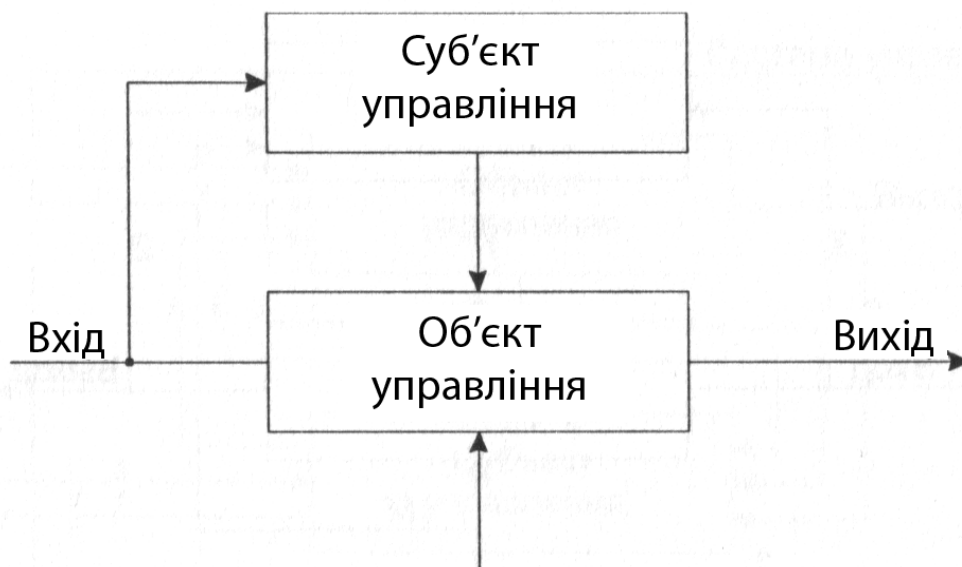 Суб’єкт
управління
Вхід
Об’єкт
управління
Вихід